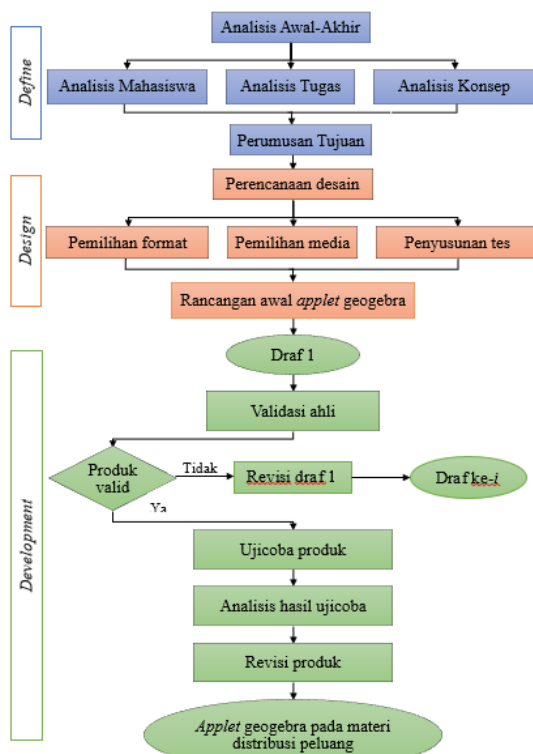 Define
Analisis Awal-Akhir
Analisis Mahasiswa
Analisis Tugas
Analisis Konsep
Perumusan Tujuan
Design
Perencanaan desain
Pemilihan format
Pemilihan media
Penyusunan tes
Rancangan awal applet geogebra
Development
Draf 1
Validasi ahli
Produk
valid
Tidak
Revisi draf 1
Draf ke-i
Ya
Ujicoba produk
Analisis hasil ujicoba
Revisi produk
Applet geogebra pada materi
distribusi peluang